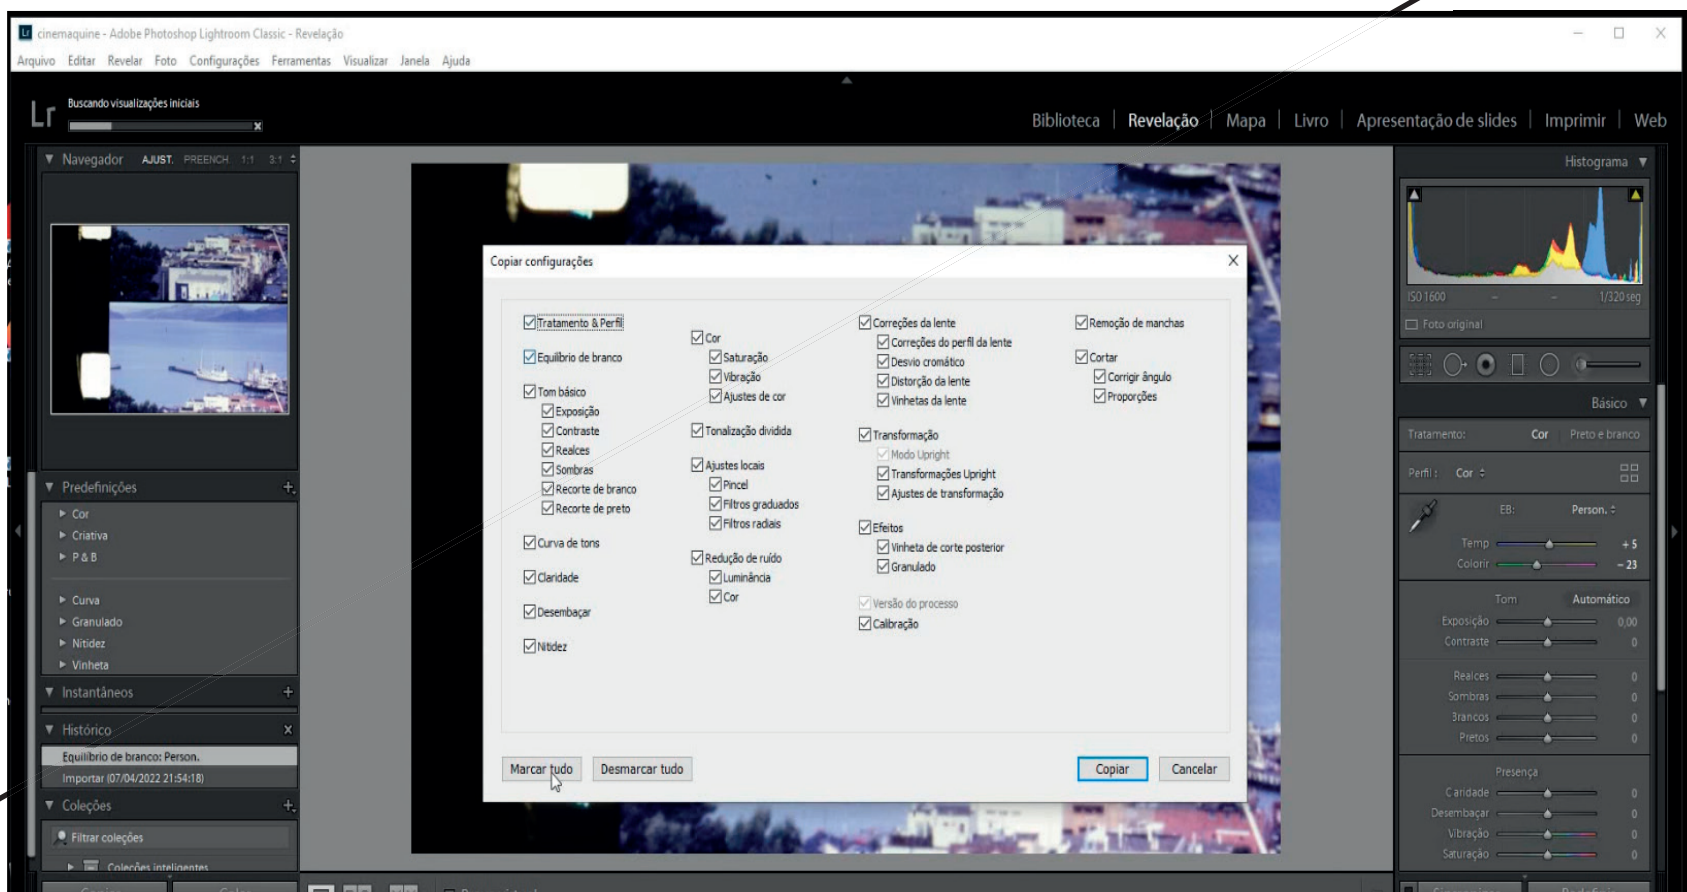 Lr cinemaquine - Adobe Photoshop Lightroom Classic - Revelação
Arquivo Editar Revelar Foto Configurações Ferramentas Visualizar Janela Ajuda
Lr
Buscando visualizações iniciais
Biblioteca | Revelação | Mapa | Livro | Apresentação de slides | Imprimir | Web
Navegador AJUST. PREENCH 1:1 3:1
Predefinições
Cor
Criativa
P & B
Curva
Granulado
Nitidez
Vinheta
Instantâneos
Histórico
Equilíbrio de branco: Person.
Importar (07/04/2022 21:54:18)
Coleções
Filtrar coleções
Coleções inteligentes
Copiar configurações
Tratamento & Perfil
Equilíbrio de branco
Tom básico
Exposição
Contraste
Realces
Sombras
Recorte de branco
Recorte de preto
Curva de tons
Claridade
Desembaçar
Nitidez
Cor
Saturação
Vibração
Ajustes de cor
Tonalização dividida
Ajustes locais
Pincel
Filtros graduados
Filtros radiais
Redução de ruído
Luminância
Cor
Correções da lente
Correções do perfil da lente
Desvio cromático
Distorção da lente
Vinhetas da lente
Transformação
Modo Upright
Transformações Upright
Ajustes de transformação
Efeitos
Vinheta de corte posterior
Granulado
Versão do processo
Calibração
Remoção de manchas
Cortar
Corrigir ângulo
Proporções
Marcar tudo Desmarcar tudo Copiar Cancelar
Histograma
ISO 1600 - - 1/320 seg
Foto original
Básico
Tratamento: Cor Preto e branco
Perfil: Cor
EB: Person.
Temp + 5
Colorir - 23
Tom Automático
Exposição 0,00
Contraste 0
Realces 0
Sombras 0
Brancos 0
Pretos 0
Presença
Claridade 0
Desembaçar 0
Vibração 0
Saturação 0